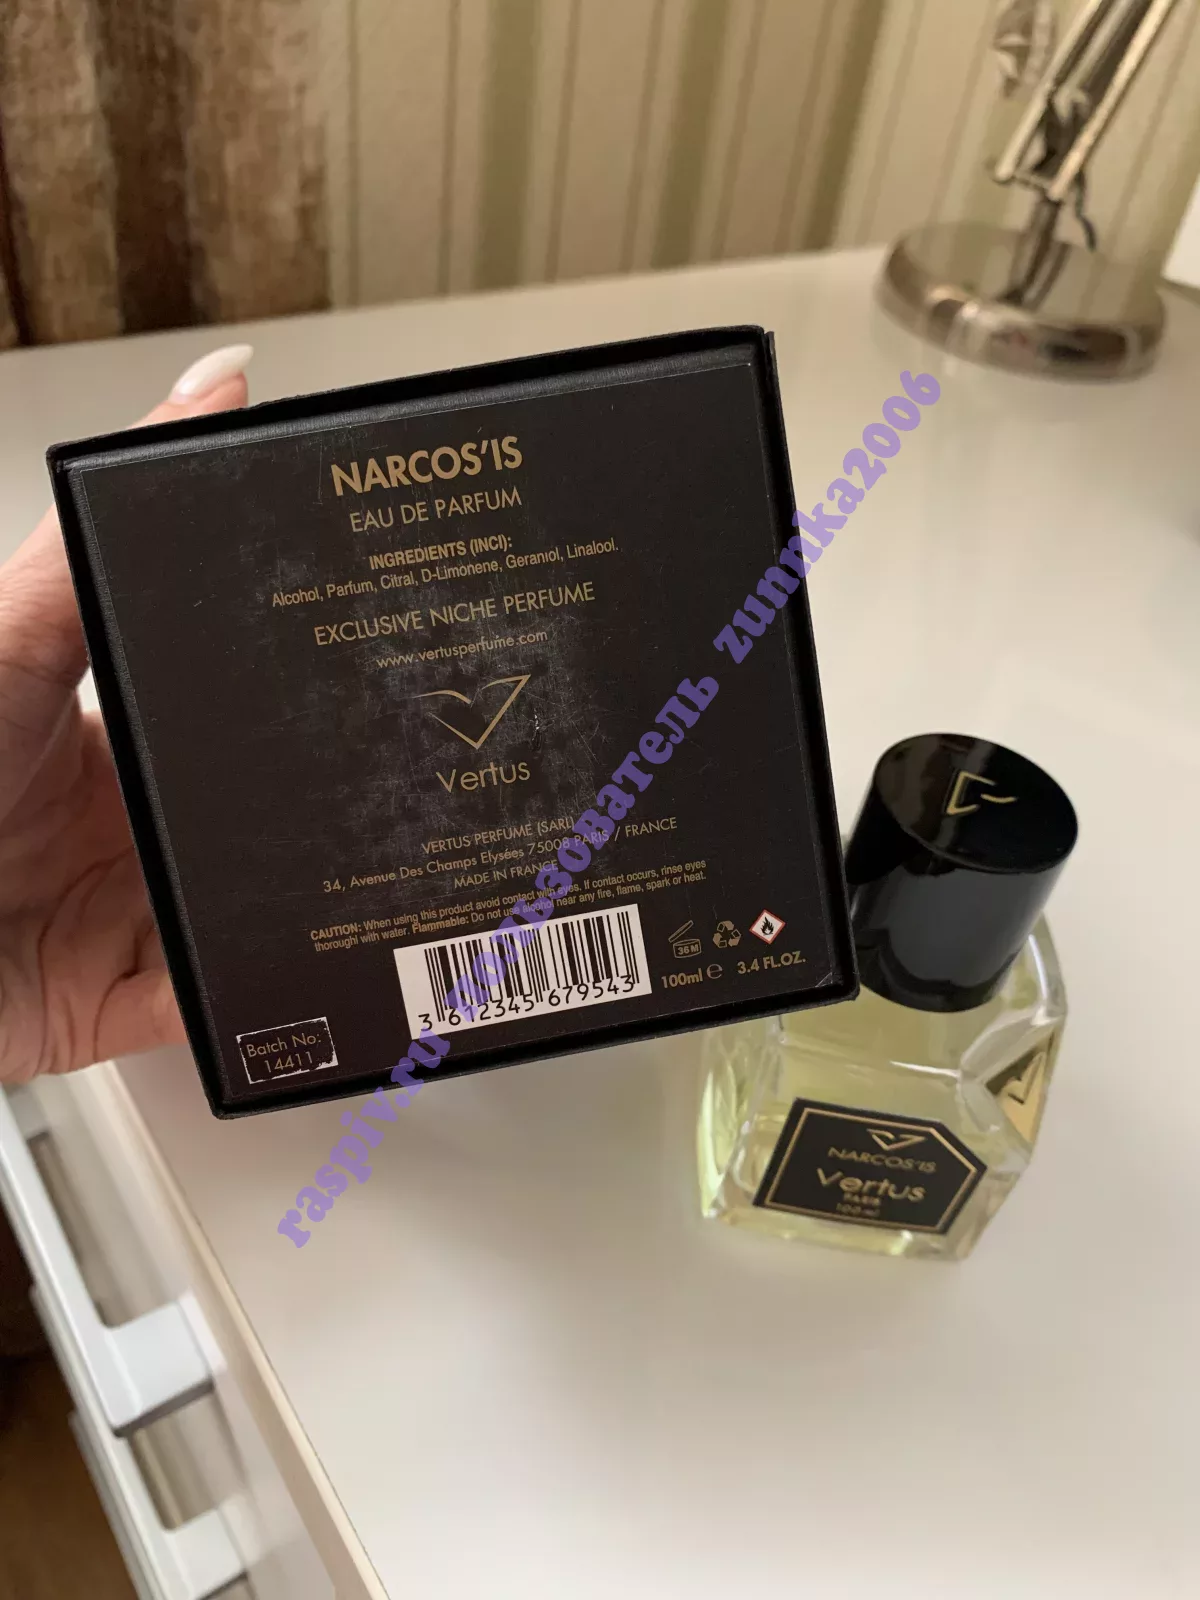 NARCOS'IS
EAU DE PARFUM
INGREDIENTS (INCI):
Alcohol, Parfum, Citral, D-Limonene, Geraniol, Linalool.
EXCLUSIVE NICHE PERFUME
www.vertusperfume.com
Vertus
VERTUS PERFUME (SARL)
34, Avenue Des Champs Elysées 75008 PARIS / FRANCE
MADE IN FRANCE
CAUTION: When using this product avoid contact with eyes. If contact occurs, rinse eyes
thoroughl with water. Flammable: Do not use alcohol near any fire, flame, spark or heat.
3 612345 679543
36 M
100ml e 3.4 FL.OZ.
Batch No:
14411
NARCOS'IS
Vertus
PARIS
100 ml
raspiv.ru пользователь zunnka2006